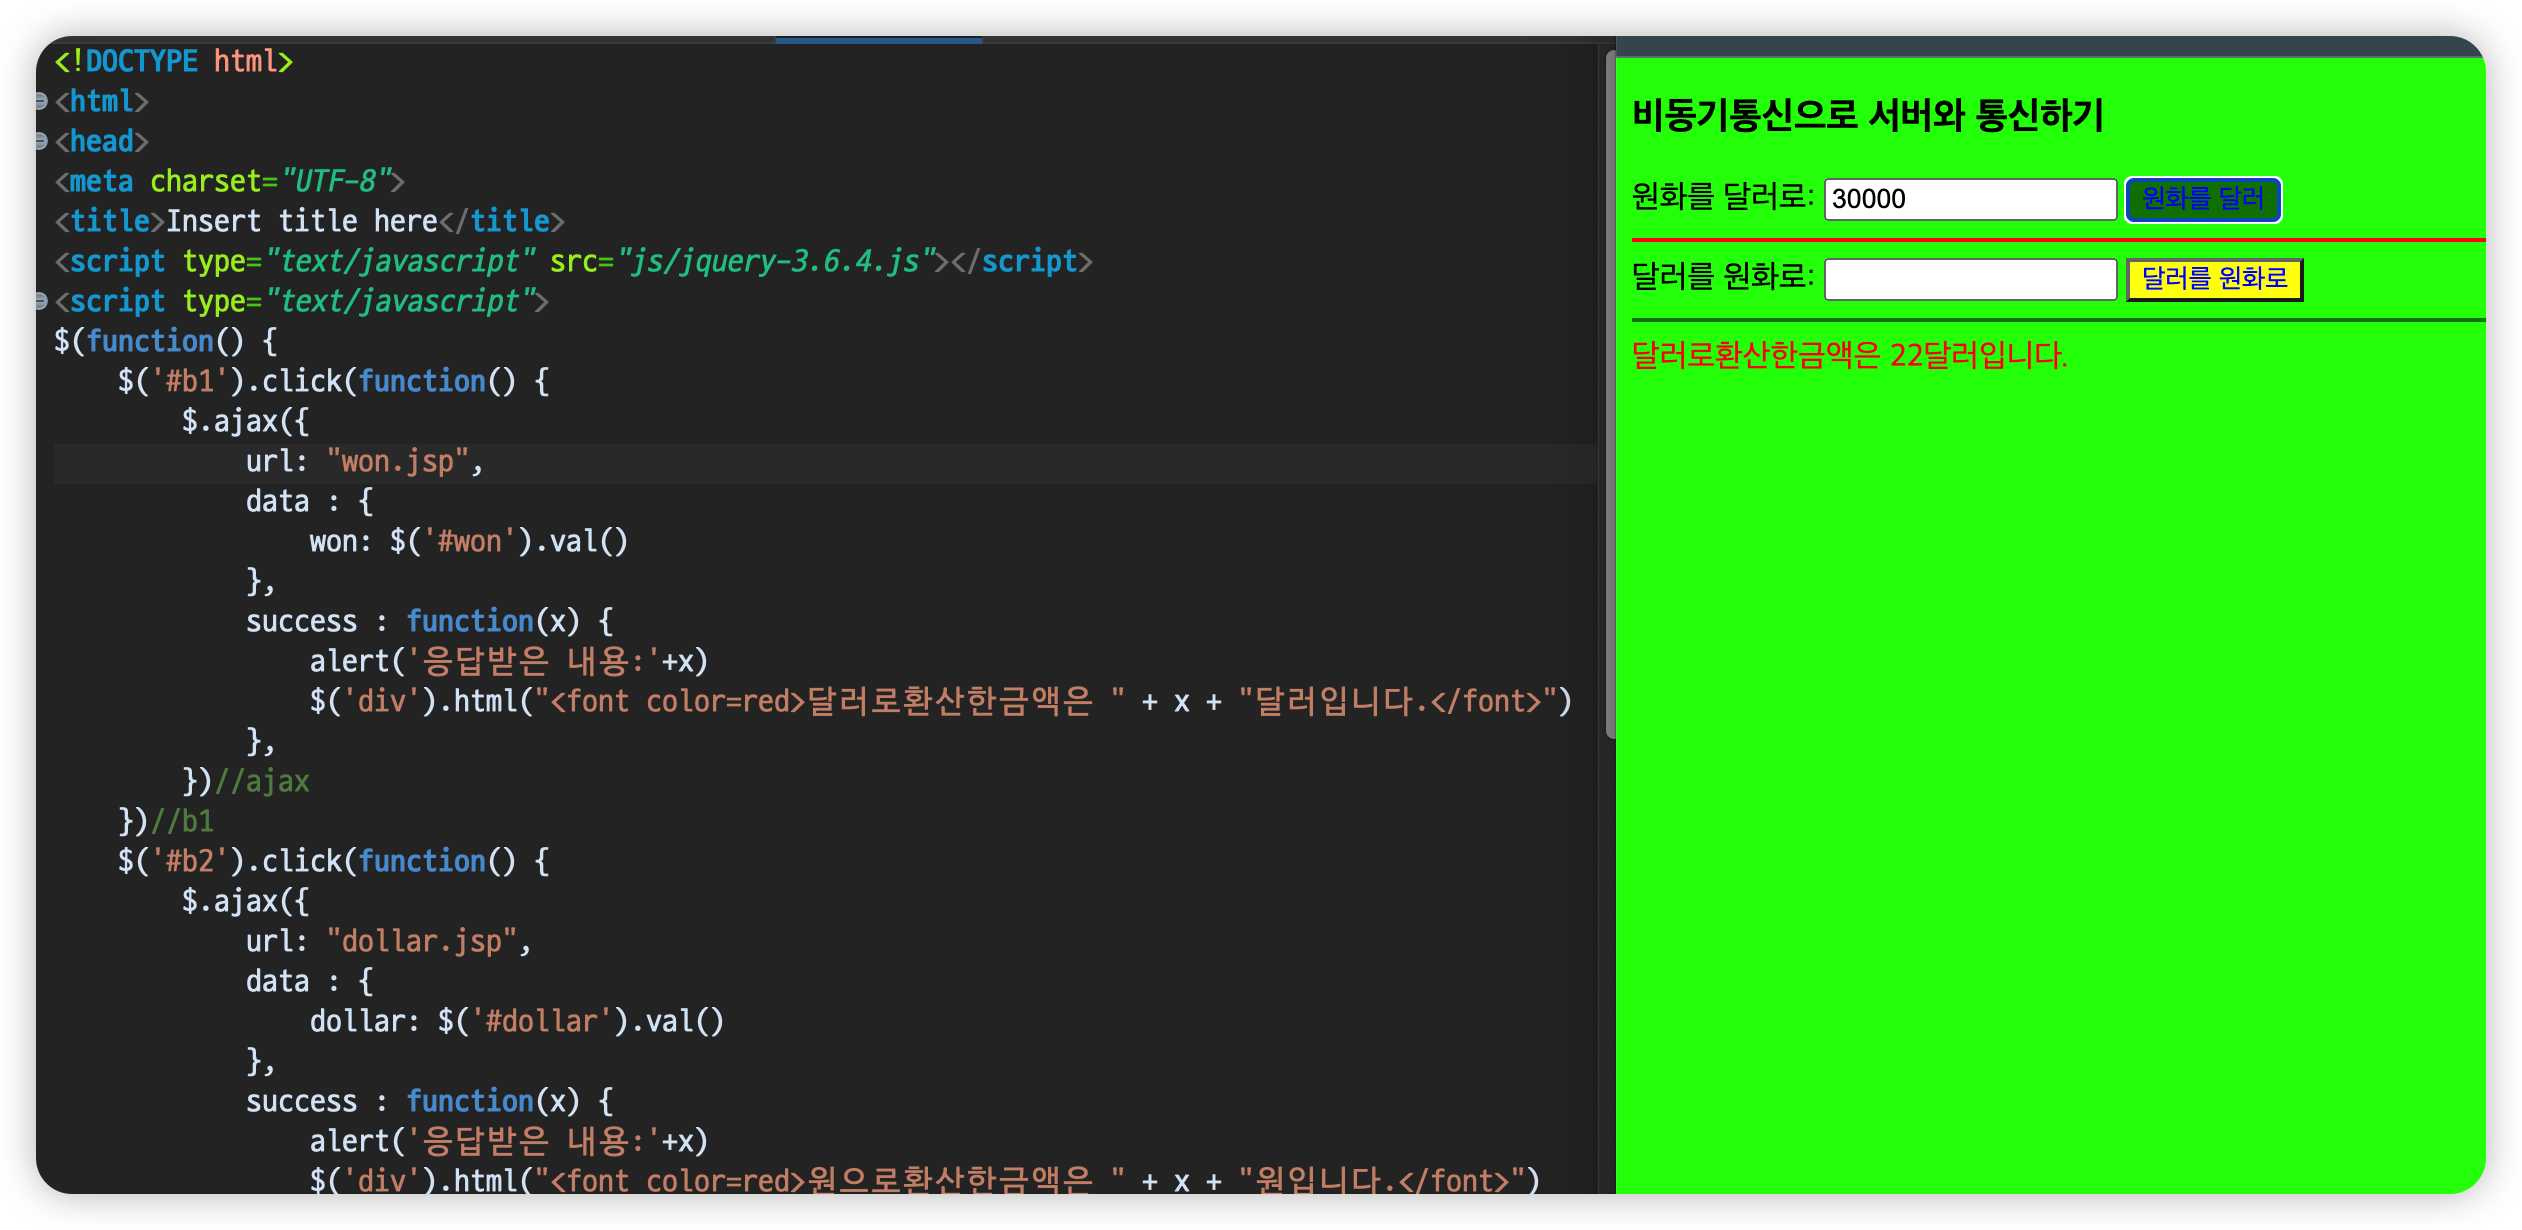 <!DOCTYPE html>
<html>
<head>
<meta charset="UTF-8">
<title>Insert title here</title>
<script type="text/javascript" src="js/jquery-3.6.4.js"></script>
<script type="text/javascript">
$(function() {
    $('#b1').click(function() {
        $.ajax({
            url: "won.jsp",
            data : {
                won: $('#won').val()
            },
            success : function(x) {
                alert('응답받은 내용:'+x)
                $('div').html("<font color=red>달러로환산한금액은 " + x + "달러입니다.</font>")
            },
        })//ajax
    })//b1
    $('#b2').click(function() {
        $.ajax({
            url: "dollar.jsp",
            data : {
                dollar: $('#dollar').val()
            },
            success : function(x) {
                alert('응답받은 내용:'+x)
                $('div').html("<font color=red>원으로환산한금액은 " + x + "원입니다.</font>")
비동기통신으로 서버와 통신하기
원화를 달러로: 30000 원화를 달러
달러를 원화로: 달러를 원화로
달러로환산한금액은 22달러입니다.